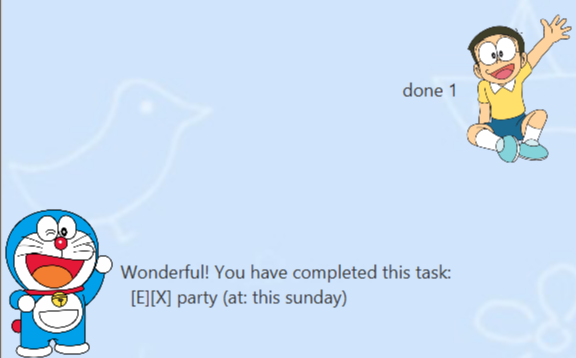 done 1
Wonderful! You have completed this task:
[E][X] party (at: this sunday)